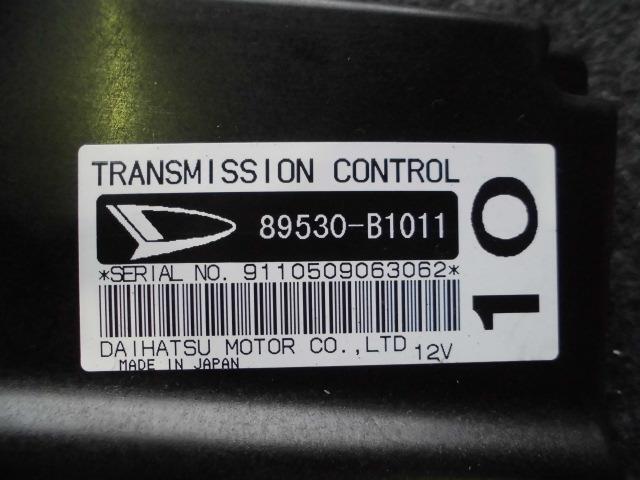 TRANSMISSION CONTROL
89530-B1011
*SERIAL NO. 9110509063062*
DAIHATSU MOTOR CO.,LTD 12V
MADE IN JAPAN
10